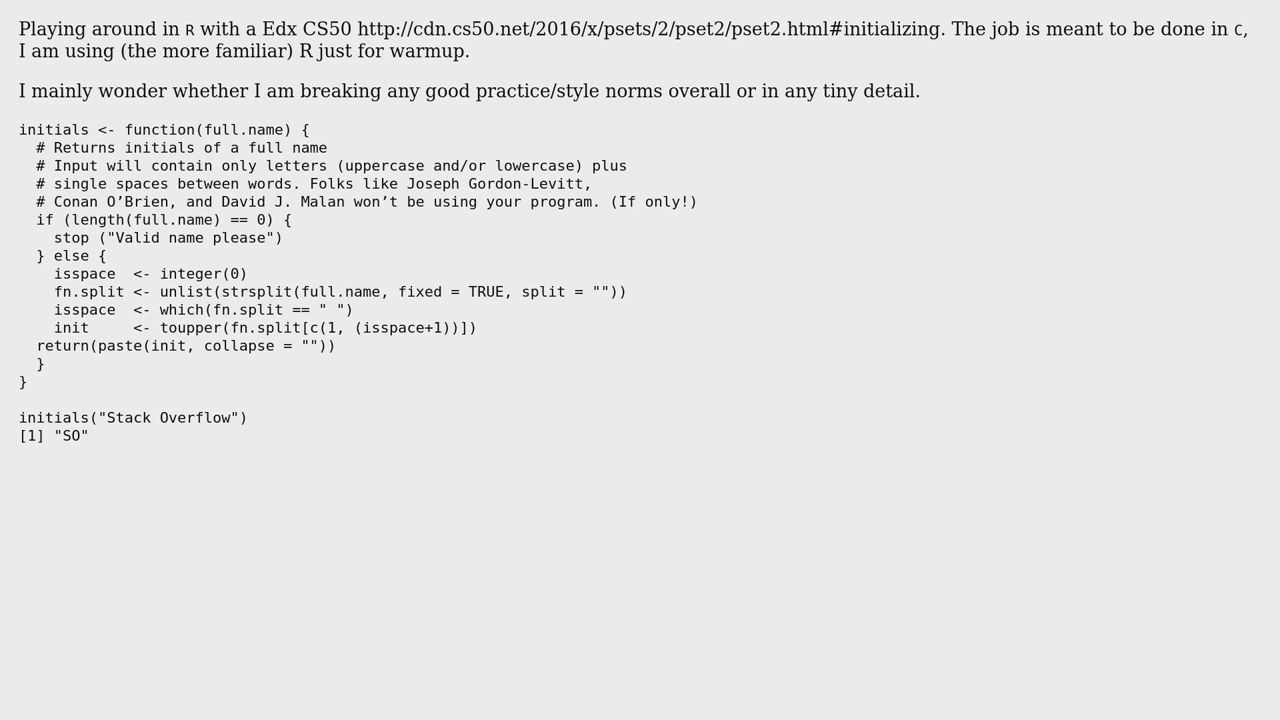 Playing around in R with a Edx CS50 http://cdn.cs50.net/2016/x/psets/2/pset2/pset2.html#initializing. The job is meant to be done in C,
I am using (the more familiar) R just for warmup.
I mainly wonder whether I am breaking any good practice/style norms overall or in any tiny detail.
initials <- function(full.name) {
  # Returns initials of a full name
  # Input will contain only letters (uppercase and/or lowercase) plus
  # single spaces between words. Folks like Joseph Gordon-Levitt,
  # Conan O’Brien, and David J. Malan won’t be using your program. (If only!)
  if (length(full.name) == 0) {
    stop ("Valid name please")
  } else {
    isspace  <- integer(0)
    fn.split <- unlist(strsplit(full.name, fixed = TRUE, split = ""))
    isspace  <- which(fn.split == " ")
    init     <- toupper(fn.split[c(1, (isspace+1))])
  return(paste(init, collapse = ""))
  }
}
initials("Stack Overflow")
[1] "SO"